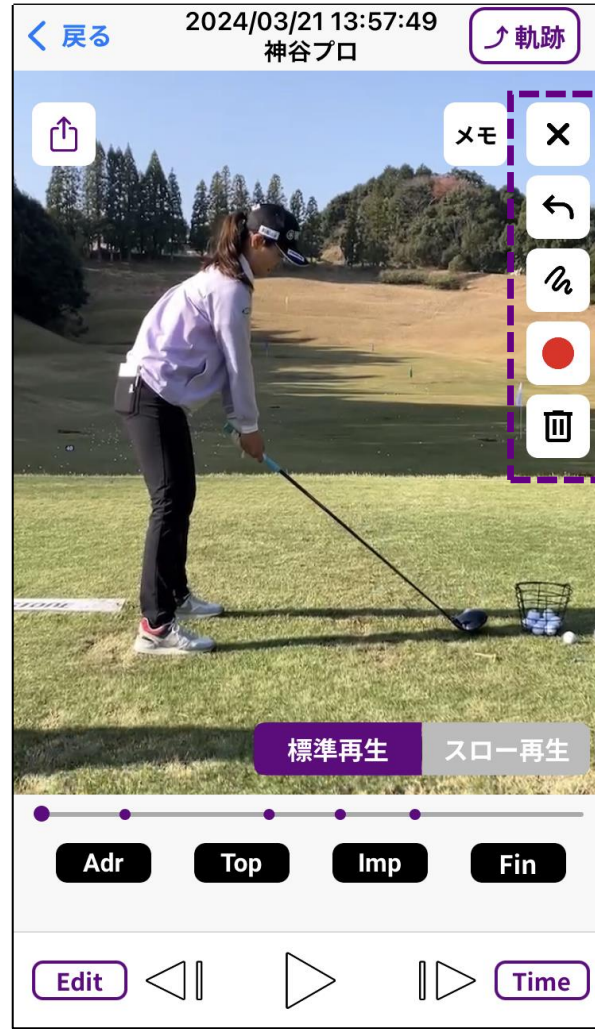 戻る
2024/03/21 13:57:49
神谷プロ
軌跡
メモ
標準再生
スロー再生
Adr
Top
Imp
Fin
Edit
Time